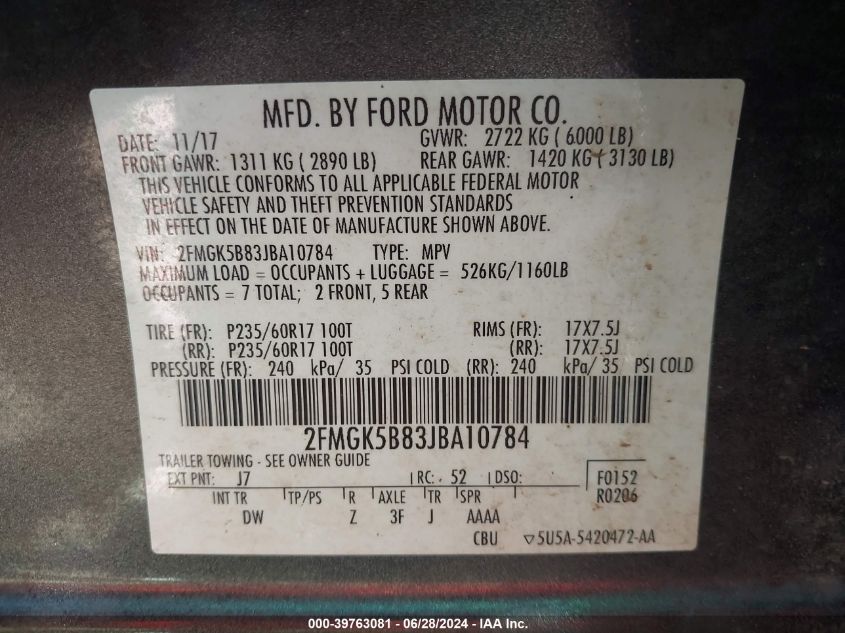 MFD. BY FORD MOTOR CO.
DATE: 11/17 GVWR: 2722 KG ( 6000 LB)
FRONT GAWR: 1311 KG ( 2890 LB) REAR GAWR: 1420 KG ( 3130 LB)
THIS VEHICLE CONFORMS TO ALL APPLICABLE FEDERAL MOTOR
VEHICLE SAFETY AND THEFT PREVENTION STANDARDS
IN EFFECT ON THE DATE OF MANUFACTURE SHOWN ABOVE.
VIN: 2FMGK5B83JBA10784 TYPE: MPV
MAXIMUM LOAD = OCCUPANTS + LUGGAGE = 526KG/1160LB
OCCUPANTS = 7 TOTAL; 2 FRONT, 5 REAR
TIRE (FR): P235/60R17 100T RIMS (FR): 17X7.5J
(RR): P235/60R17 100T (RR): 17X7.5J
PRESSURE (FR): 240 kPa/ 35 PSI COLD (RR): 240 kPa/ 35 PSI COLD
2FMGK5B83JBA10784
TRAILER TOWING - SEE OWNER GUIDE
EXT PNT: J7 RC: 52 DSO: F0152
R0206
INT TR TP/PS R AXLE TR SPR
DW Z 3F J AAAA
CBU ▽5U5A-5420472-AA
000-39763081 - 06/28/2024 - IAA Inc.